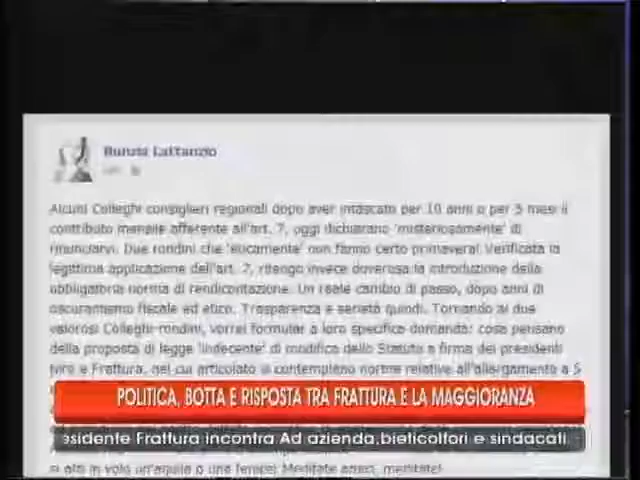 Nunzia Lattanzio
Alcuni Colleghi consiglieri regionali dopo aver intascato per 10 anni o per 5 mesi il
contributo mensile afferente all'art. 7, oggi dichiarano 'misteriosamente' di
rinunciarvi. Due rondini che 'eticamente' non fanno certo primavera! Verificata la
legittima applicazione dell'art. 7, ritengo invece doverosa la introduzione della
obbligatoria norma di rendicontazione. Un reale cambio di passo, dopo anni di
oscurantismo fiscale ed etico. Trasparenza e serietà quindi. Tornando ai due
valorosi Colleghi-rondini, vorrei formular a loro specifica domanda: cosa pensano
della proposta di legge 'indecente' di modifica dello Statuto a firma dei presidenti
e Frattura, nel cui articolato si contemplano norme relative all'allargamento a 5
POLITICA, BOTTA E RISPOSTA TRA FRATTURA E LA MAGGIORANZA
esidente Frattura incontra Ad azienda,bieticoltori e sindacati.
si alzi in volo un'aquila o una fenice! Meditate amici, meditate!